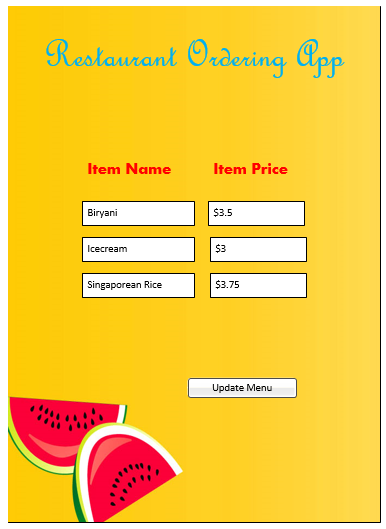 Restaurant Ordering App
Item Name Item Price
Biryani $3.5
Icecream $3
Singaporean Rice $3.75
Update Menu